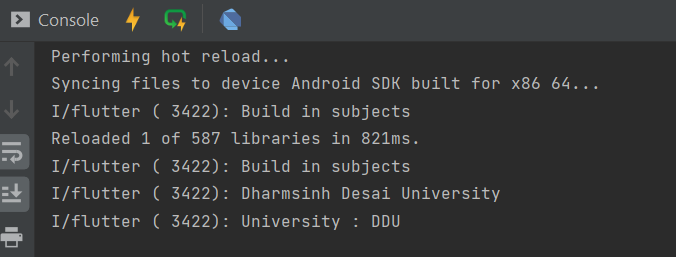 Console
Performing hot reload...
Syncing files to device Android SDK built for x86 64...
I/flutter ( 3422): Build in subjects
Reloaded 1 of 587 libraries in 821ms.
I/flutter ( 3422): Build in subjects
I/flutter ( 3422): Dharmsinh Desai University
I/flutter ( 3422): University : DDU